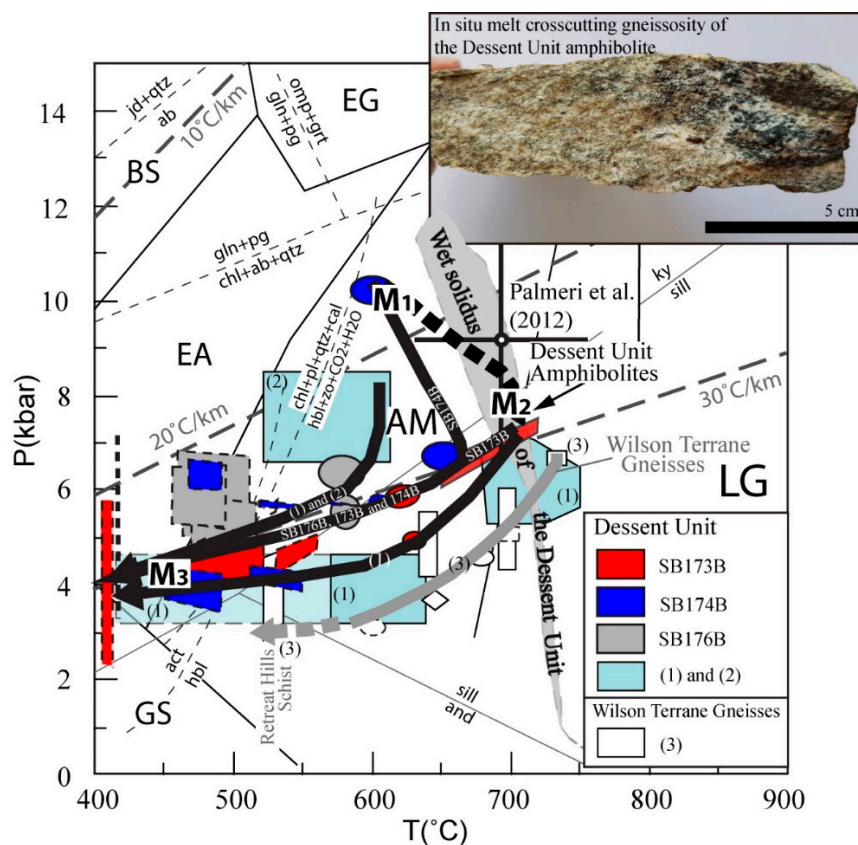 In situ melt crosscutting gneissosity
of the Dessent Unit amphibolite
5 cm
P(kbar)
14
12
10
8
6
4
2
0
400
500
600
700
800
900
T(˚C)
jd+qtz
ab
10˚C/km
BS
EG
omp+grt
gln+pg
gln+pg
chl+ab+qtz
EA
20˚C/km
chl+pl+qtz+cal
hbl+zo+CO2+H2O
(2)
M1
SB174B
Wet solidus
of
the Dessent Unit
Palmeri et al.
(2012)
ky
sill
Dessent Unit
Amphibolites
M2
30˚C/km
AM
SB173B
(3)
Wilson Terrane
Gneisses
(1)
LG
(1) and (2)
SB176B, 173B and 174B
M3
(1)
(1)
(1)
(3)
(3)
Retreat Hills
Schist
act
hbl
GS
sill
and
Dessent Unit
SB173B
SB174B
SB176B
(1) and (2)
Wilson Terrane Gneisses
(3)